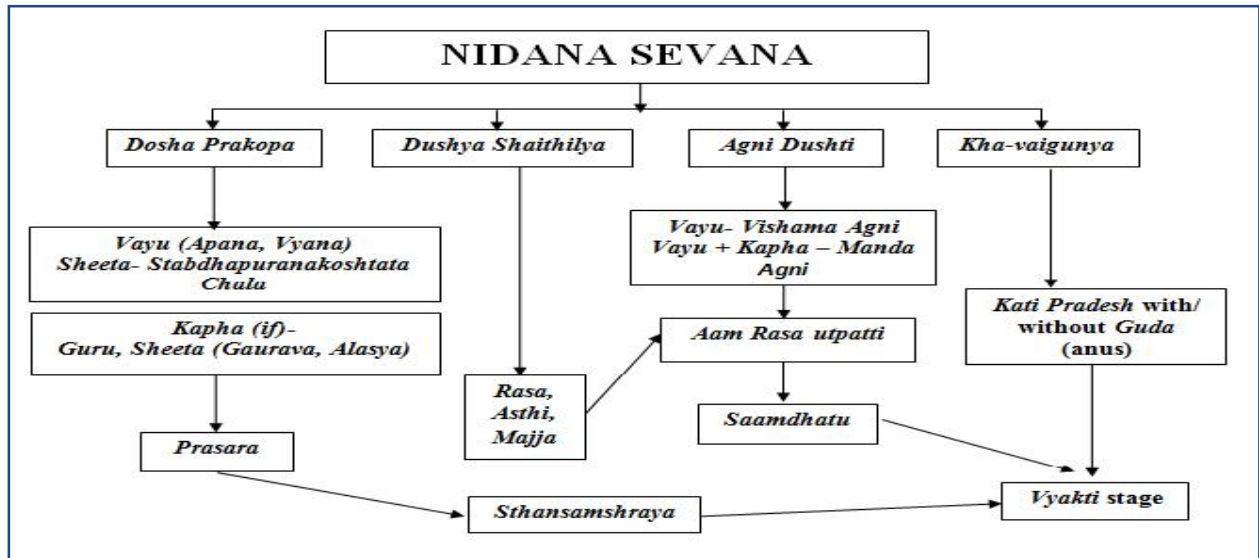 NIDANA SEVANA
Dosha Prakopa
Dushya Shaithilya
Agni Dushti
Kha-vaigunya
Vayu (Apana, Vyana)
Sheeta- Stabdhapuranakoshtata
Chala
Vayu- Vishama Agni
Vayu + Kapha – Manda
Agni
Kapha (if)-
Guru, Sheeta (Gaurava, Alasya)
Kati Pradesh with/
without Guda
(anus)
Aam Rasa utpatti
Rasa,
Asthi,
Majja
Saamdhatu
Prasara
Sthansamshraya
Vyakti stage